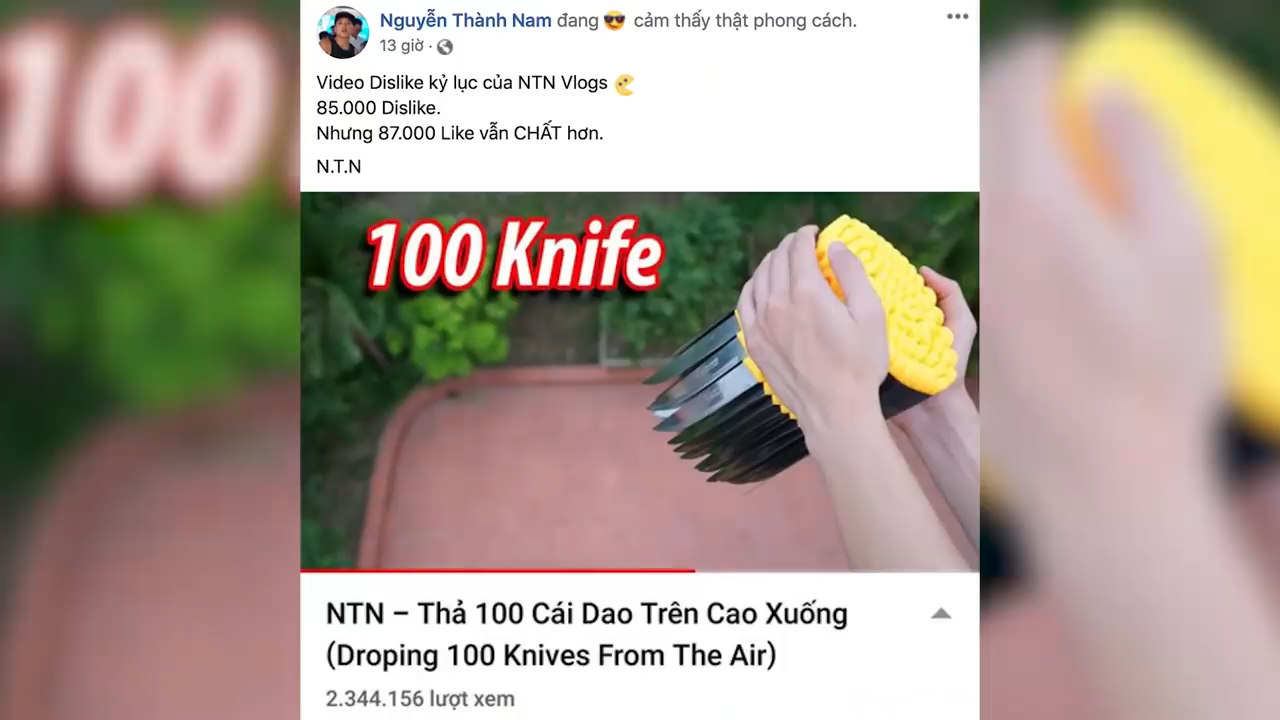 Nguyễn Thành Nam đang 😎 cảm thấy thật phong cách.
13 giờ ·
Video Dislike kỷ lục của NTN Vlogs
85.000 Dislike.
Nhưng 87.000 Like vẫn CHẤT hơn.
N.T.N
100 Knife
NTN – Thả 100 Cái Dao Trên Cao Xuống
(Droping 100 Knives From The Air)
2.344.156 lượt xem
100